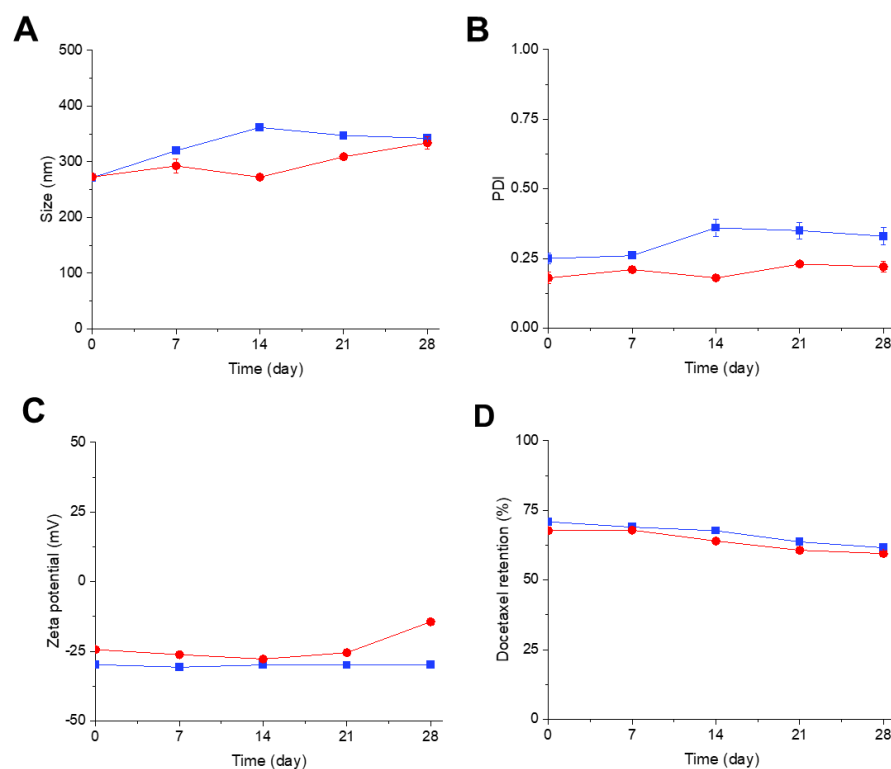 A
500
400
300
200
100
0
Size (nm)
0 7 14 21 28
Time (day)
B
1.00
0.75
0.50
0.25
0.00
PDI
0 7 14 21 28
Time (day)
C
50
25
0
-25
-50
Zeta potential (mV)
0 7 14 21 28
Time (day)
D
100
75
50
25
0
Docetaxel retention (%)
0 7 14 21 28
Time (day)